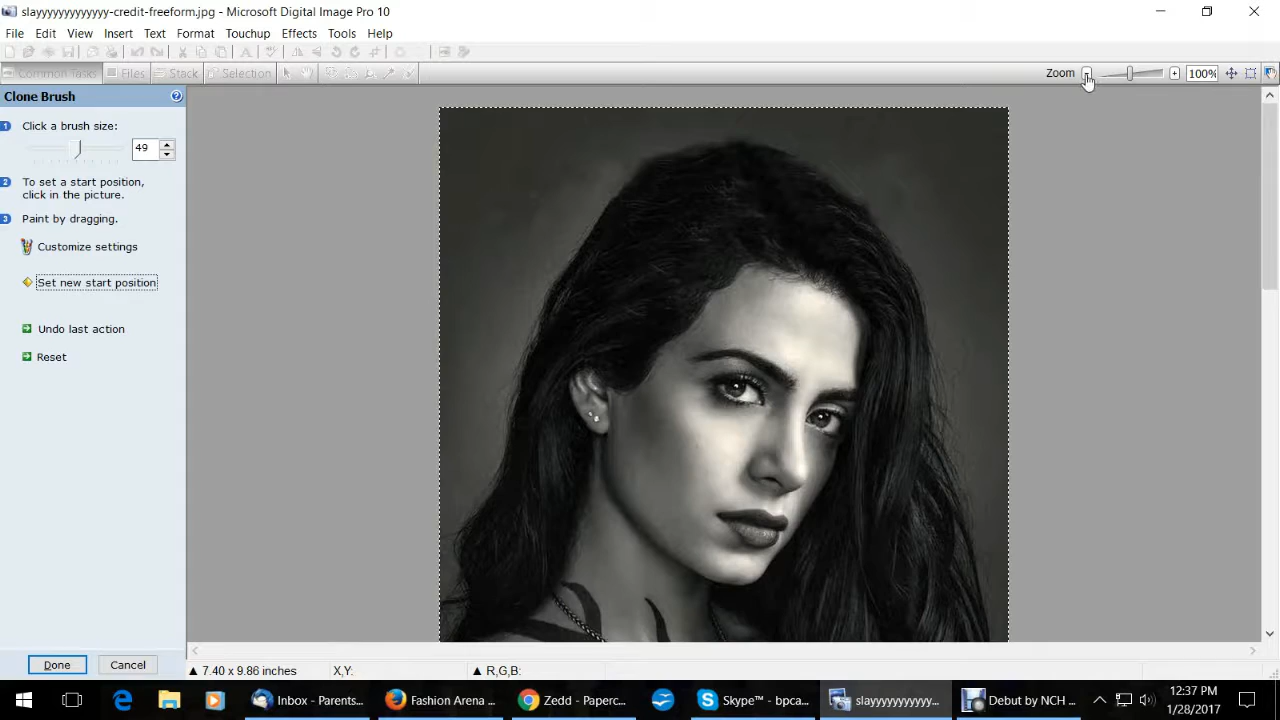 slayyyyyyyyyyyyy-credit-freeform.jpg - Microsoft Digital Image Pro 10
File Edit View Insert Text Format Touchup Effects Tools Help
Common Tasks Files Stack Selection Zoom 100%
Clone Brush
1 Click a brush size:
49
2 To set a start position,
click in the picture.
3 Paint by dragging.
Customize settings
Set new start position
Undo last action
Reset
Done Cancel
7.40 x 9.86 inches X,Y: R,G,B:
Inbox - Parents... Fashion Arena ... Zedd - Paperc... Skype™ - bpca... slayyyyyyyyyy... Debut by NCH ...
12:37 PM
1/28/2017